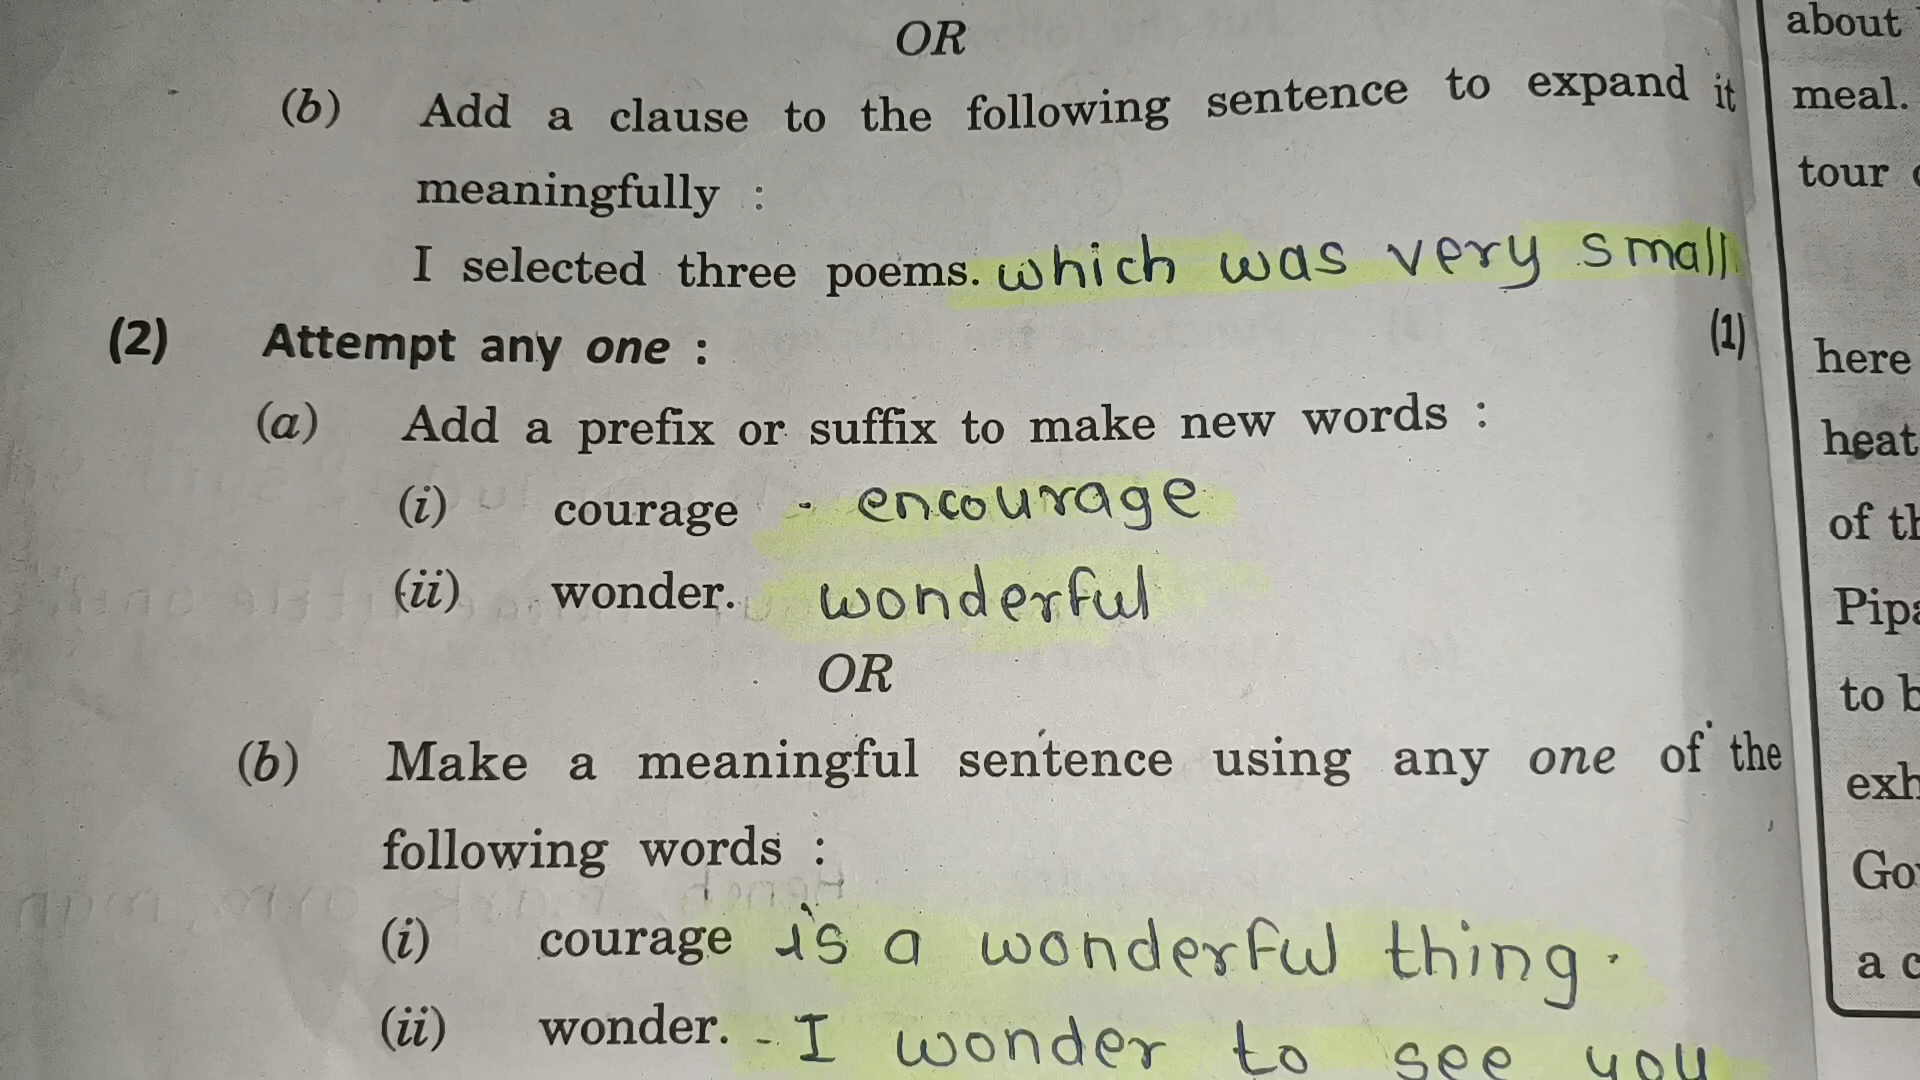 OR
(b) Add a clause to the following sentence to expand it
meaningfully :
I selected three poems. which was very small.
(2) Attempt any one : (1)
(a) Add a prefix or suffix to make new words :
(i) courage - encourage
(ii) wonder. wonderful
OR
(b) Make a meaningful sentence using any one of the
following words :
(i) courage is a wonderful thing.
(ii) wonder. - I wonder to see you
about
meal.
tour
here
heat
of
to
a